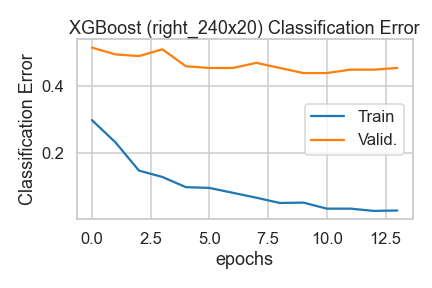 XGBoost (right_240x20) Classification Error
Classification Error
0.4
0.2
Train
Valid.
0.0 2.5 5.0 7.5 10.0 12.5
epochs